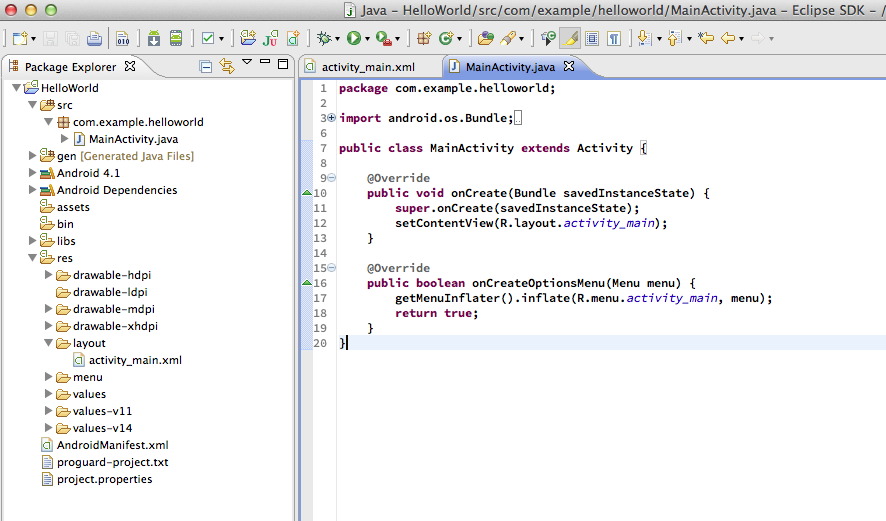 Java – HelloWorld/src/com/example/helloworld/MainActivity.java – Eclipse SDK – /
Package Explorer
HelloWorld
src
com.example.helloworld
MainActivity.java
gen [Generated Java Files]
Android 4.1
Android Dependencies
assets
bin
libs
res
drawable-hdpi
drawable-ldpi
drawable-mdpi
drawable-xhdpi
layout
activity_main.xml
menu
values
values-v11
values-v14
AndroidManifest.xml
proguard-project.txt
project.properties
activity_main.xml
MainActivity.java
1 package com.example.helloworld;
2
3 import android.os.Bundle;
6
7 public class MainActivity extends Activity {
8
9 @Override
10 public void onCreate(Bundle savedInstanceState) {
11 super.onCreate(savedInstanceState);
12 setContentView(R.layout.activity_main);
13 }
14
15 @Override
16 public boolean onCreateOptionsMenu(Menu menu) {
17 getMenuInflater().inflate(R.menu.activity_main, menu);
18 return true;
19 }
20 }